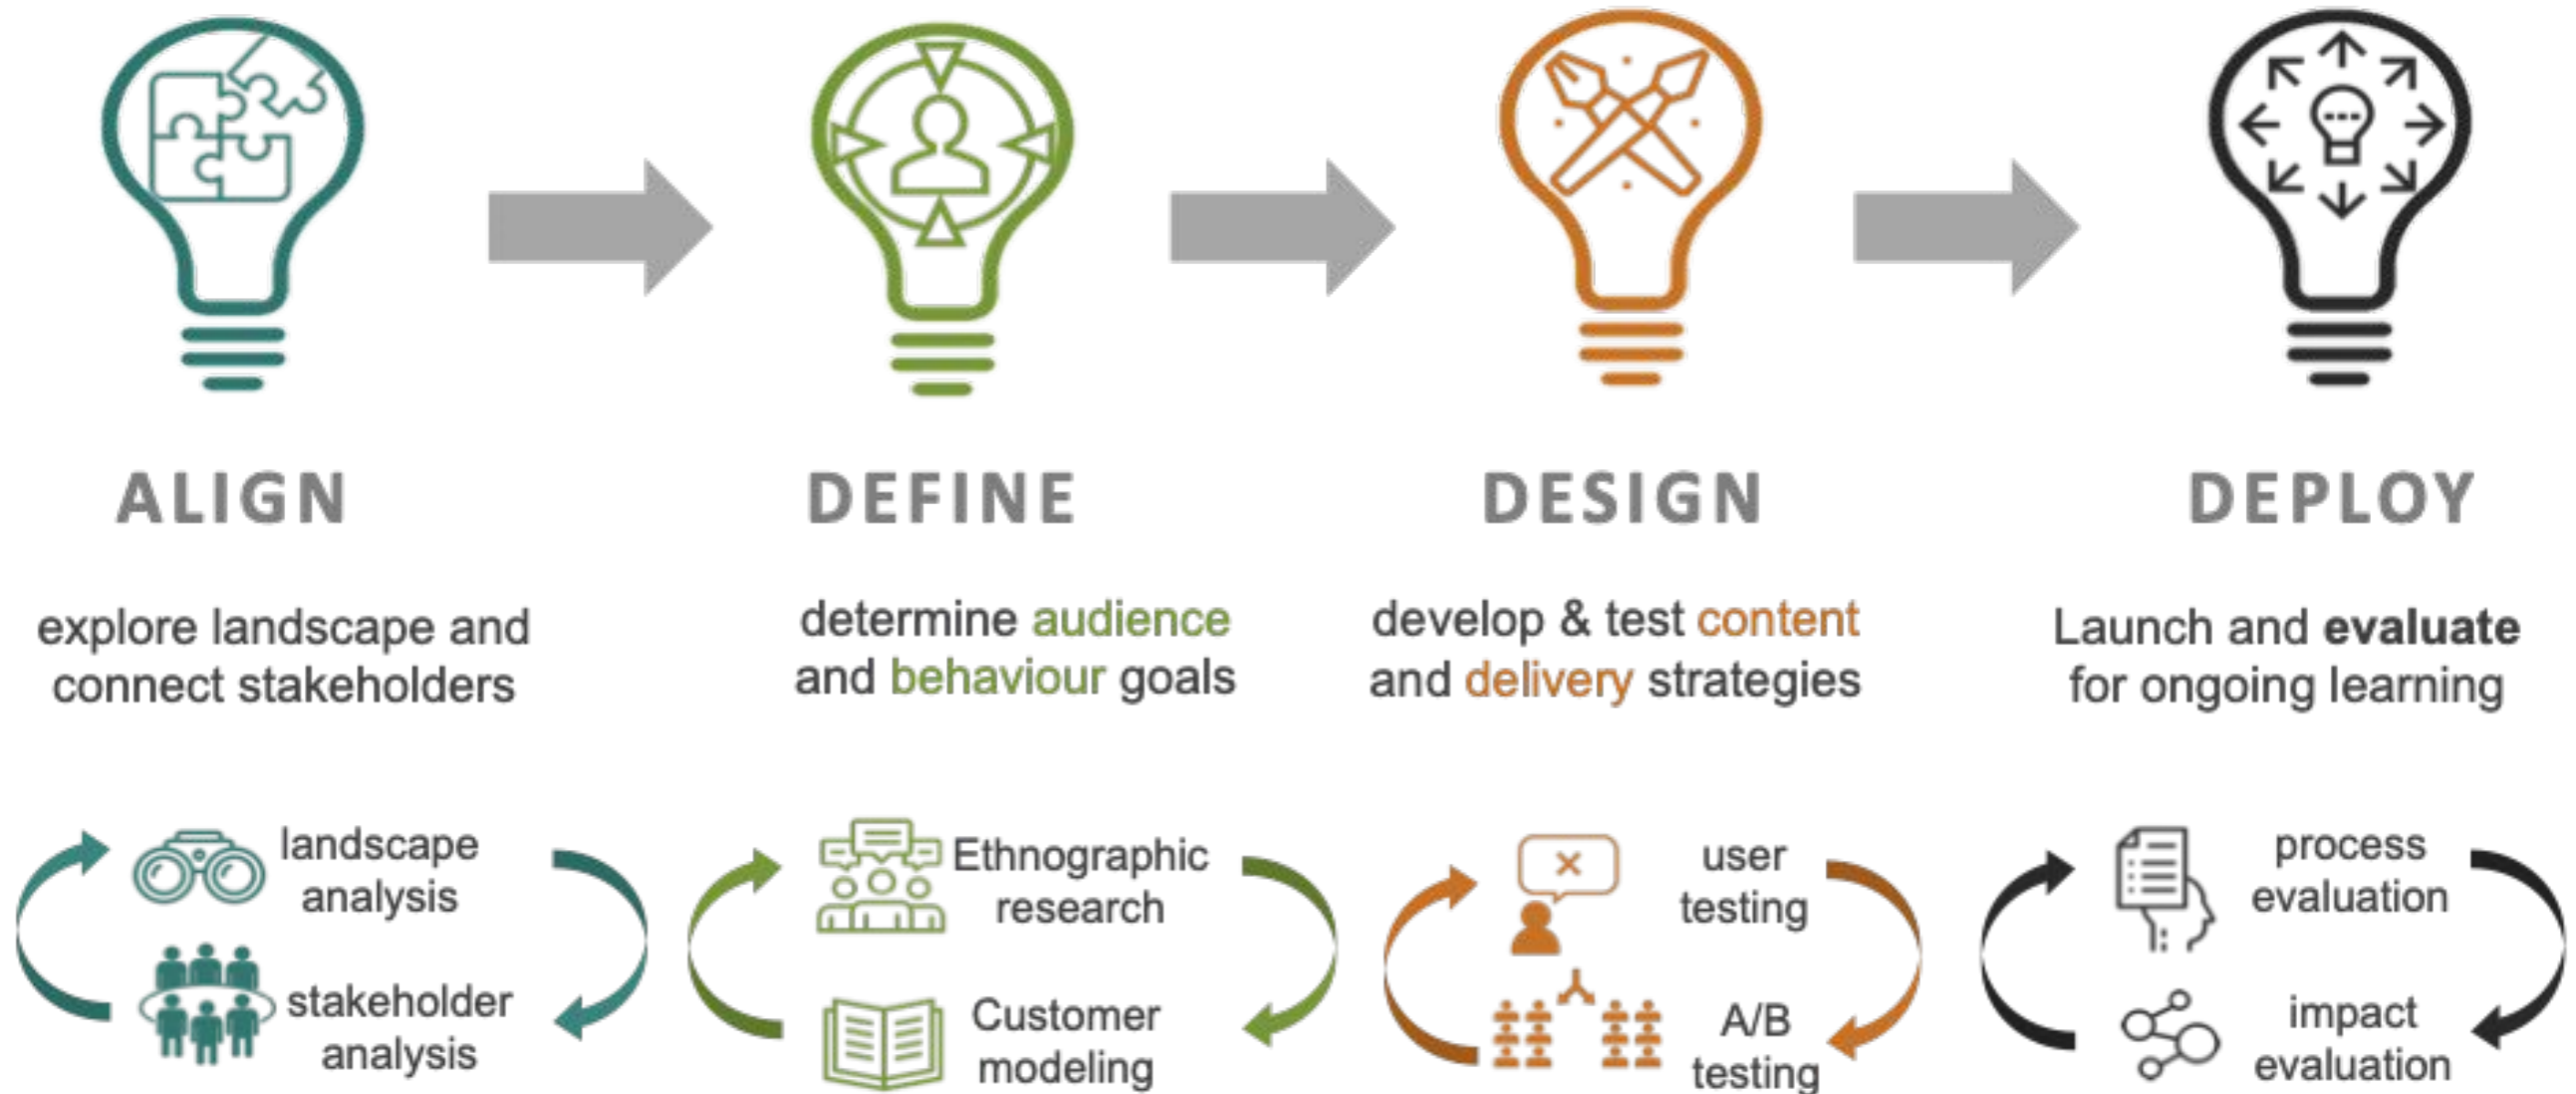 ALIGN
DEFINE
DESIGN
DEPLOY
explore landscape and
connect stakeholders
determine audience
and behaviour goals
develop & test content
and delivery strategies
Launch and evaluate
for ongoing learning
landscape
analysis
stakeholder
analysis
Ethnographic
research
Customer
modeling
user
testing
A/B
testing
process
evaluation
impact
evaluation